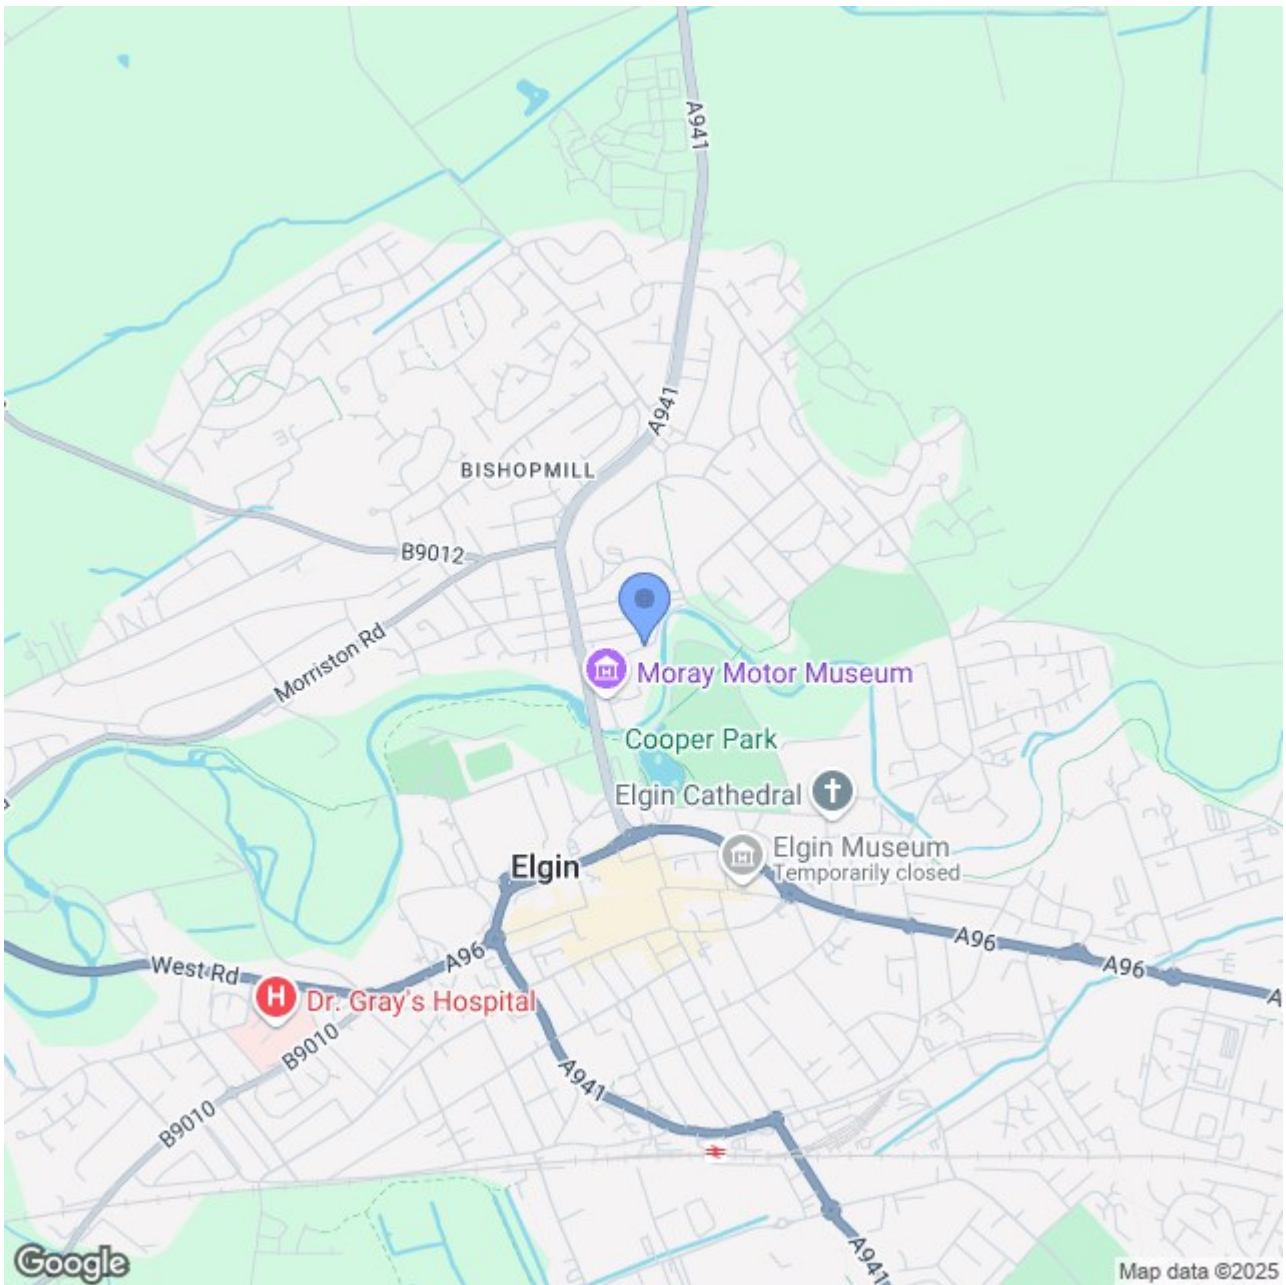 A941
A941
BISHOPMILL
B9012
Morriston Rd
Moray Motor Museum
Cooper Park
Elgin Cathedral
Elgin Museum
Temporarily closed
Elgin
A96
A96
A96
A
West Rd
H
Dr. Gray's Hospital
B9010
B9010
A941
A941
Google
Map data ©2025